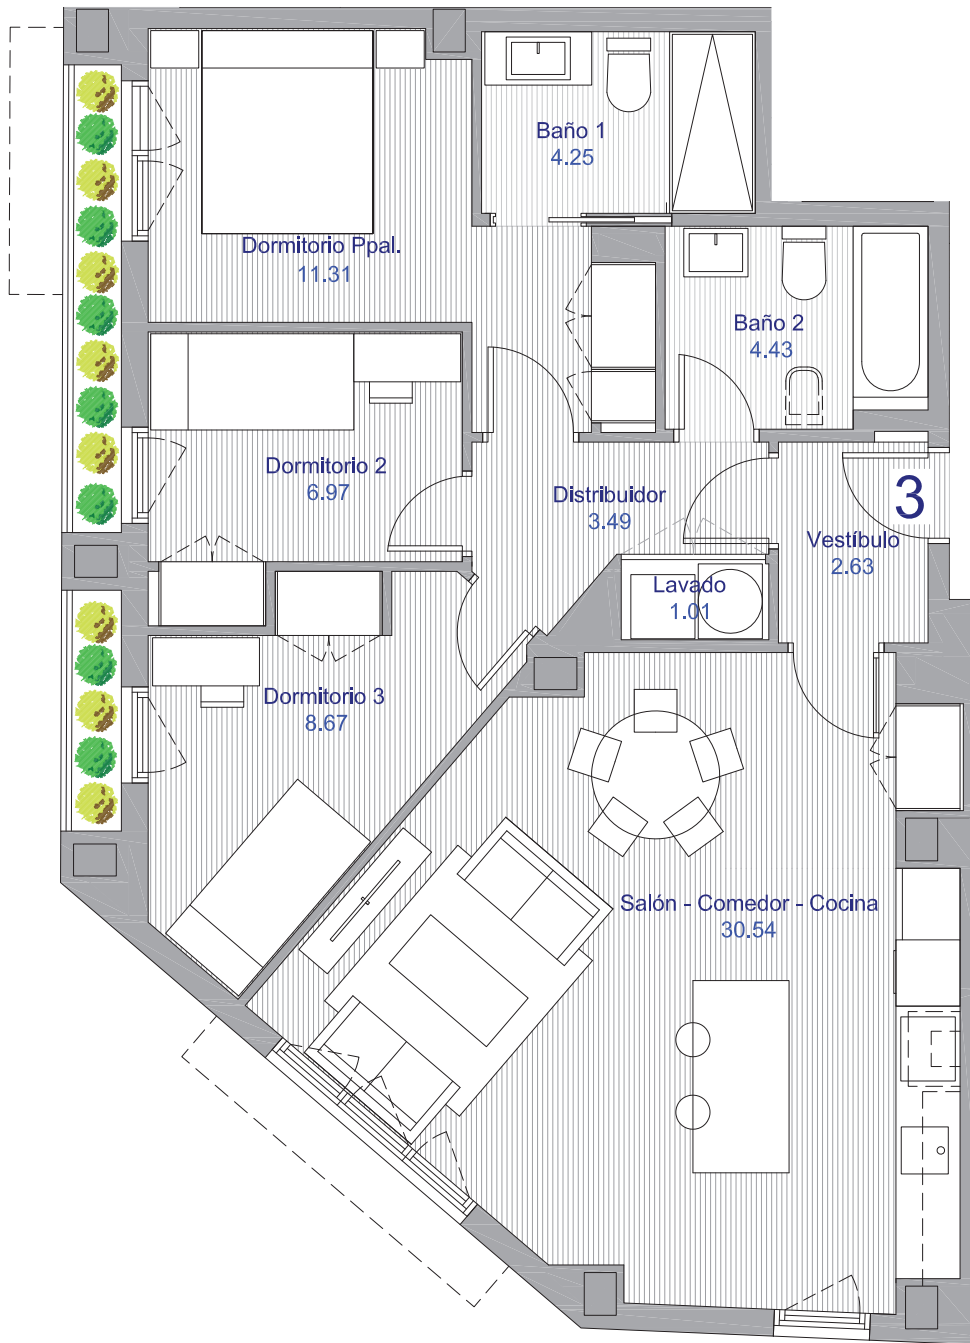 Baño 1
4.25
Dormitorio Ppal.
11.31
Baño 2
4.43
Dormitorio 2
6.97
Distribuidor
3.49
3
Vestíbulo
2.63
Lavado
1.01
Dormitorio 3
8.67
Salón - Comedor - Cocina
30.54